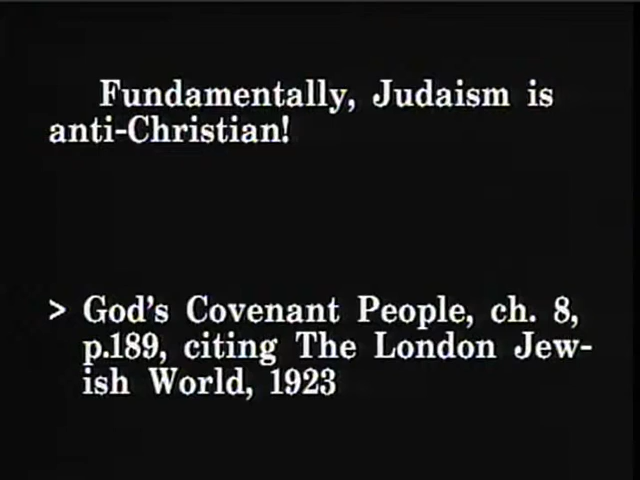 Fundamentally, Judaism is
anti-Christian!
> God's Covenant People, ch. 8,
p.189, citing The London Jew-
ish World, 1923